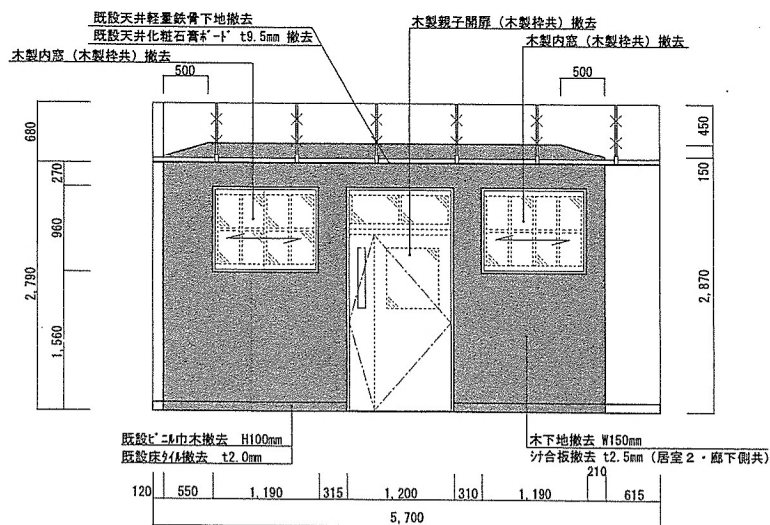 既設天井軽量鉄骨下地撤去
既設天井化粧石膏ﾎﾞｰﾄﾞ t9.5mm 撤去
木製内窓（木製枠共）撤去
木製親子開扉（木製枠共）撤去
木製内窓（木製枠共）撤去
500
500
680
270
960
2,790
1,560
450
150
2,870
既設ﾋﾞﾆﾙ巾木撤去 H100mm
既設床ﾀｲﾙ撤去 t2.0mm
木下地撤去 W150mm
ｼﾅ合板撤去 t2.5mm（居室２・廊下側共）
120
550
1,190
315
1,200
310
1,190
210
615
5,700